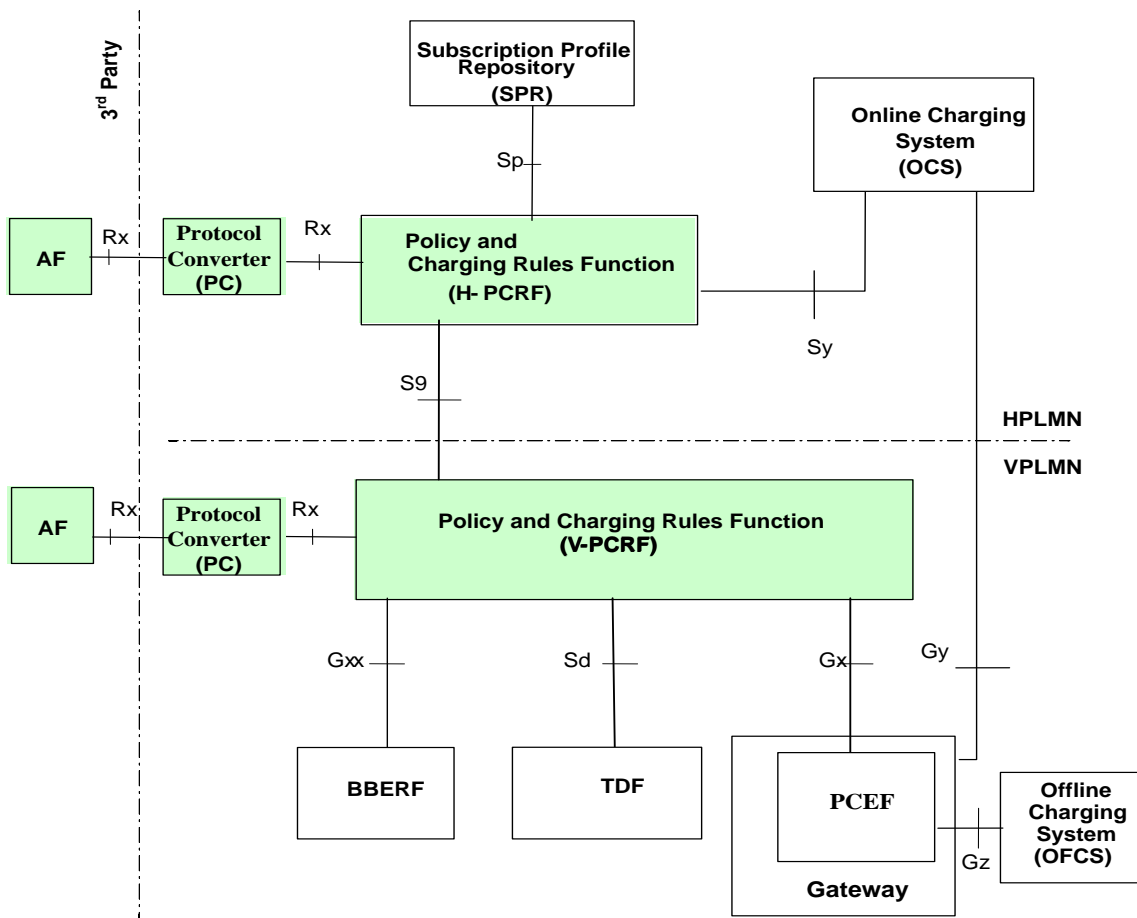 3rd Party
Subscription Profile
Repository
(SPR)
Online Charging
System
(OCS)
Sp
AF
Rx
Protocol
Converter
(PC)
Rx
Policy and
Charging Rules Function
(H- PCRF)
Sy
S9
HPLMN
VPLMN
AF
Rx
Protocol
Converter
(PC)
Rx
Policy and Charging Rules Function
(V-PCRF)
Gxx
Sd
Gx
Gy
BBERF
TDF
PCEF
Gateway
Gz
Offline
Charging
System
(OFCS)